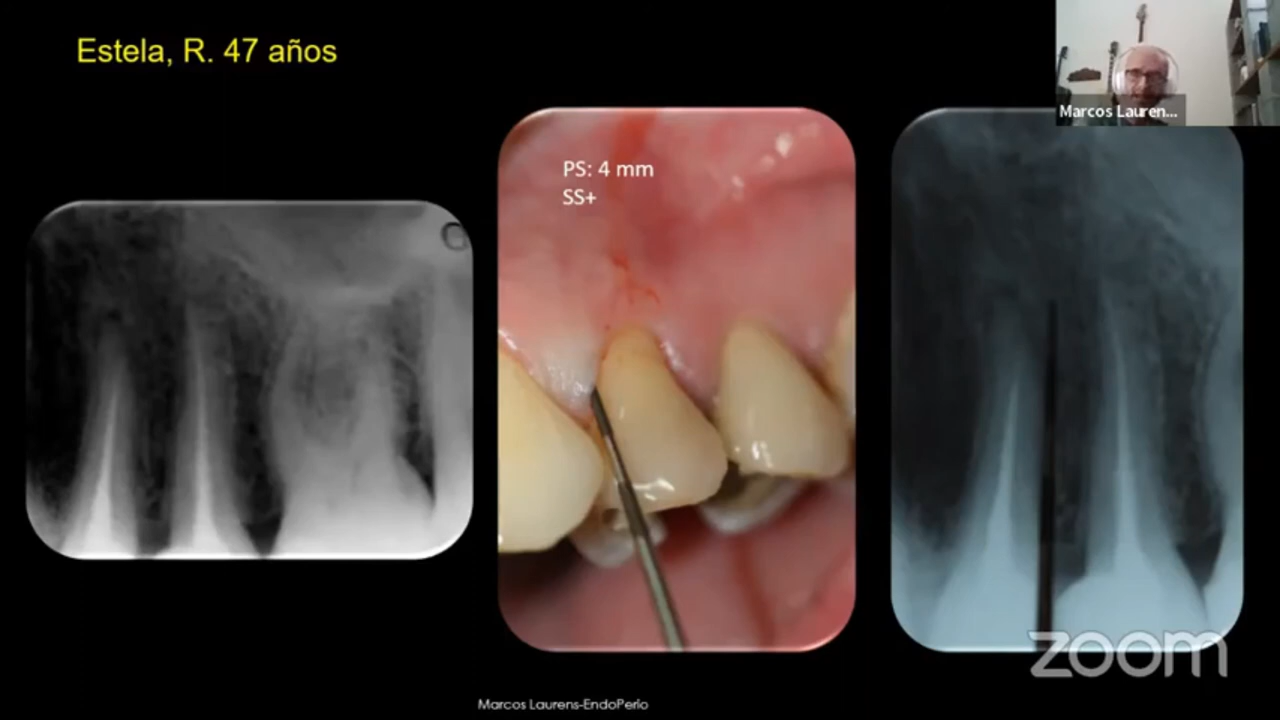 Estela, R. 47 años
Marcos Lauren...
PS: 4 mm
SS+
zoom
Marcos Laurens-EndoPerio